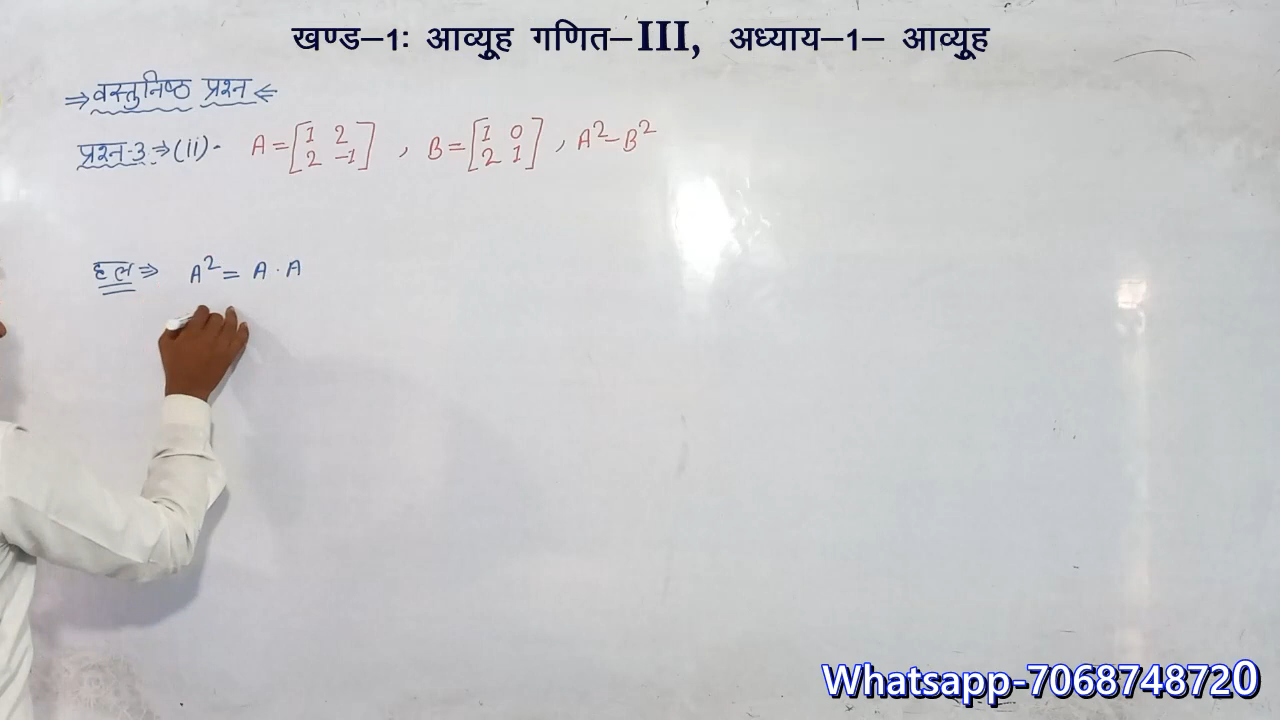 खण्ड–1: आव्यूह गणित–III, अध्याय–1– आव्यूह
⇒ वस्तुनिष्ठ प्रश्न ⇐
प्रश्न-3 ⇒ (ii)- A = [1 2 2 -1] , B = [1 0 2 1] , A²-B²
हल ⇒ A² = A · A
Whatsapp-7068748720